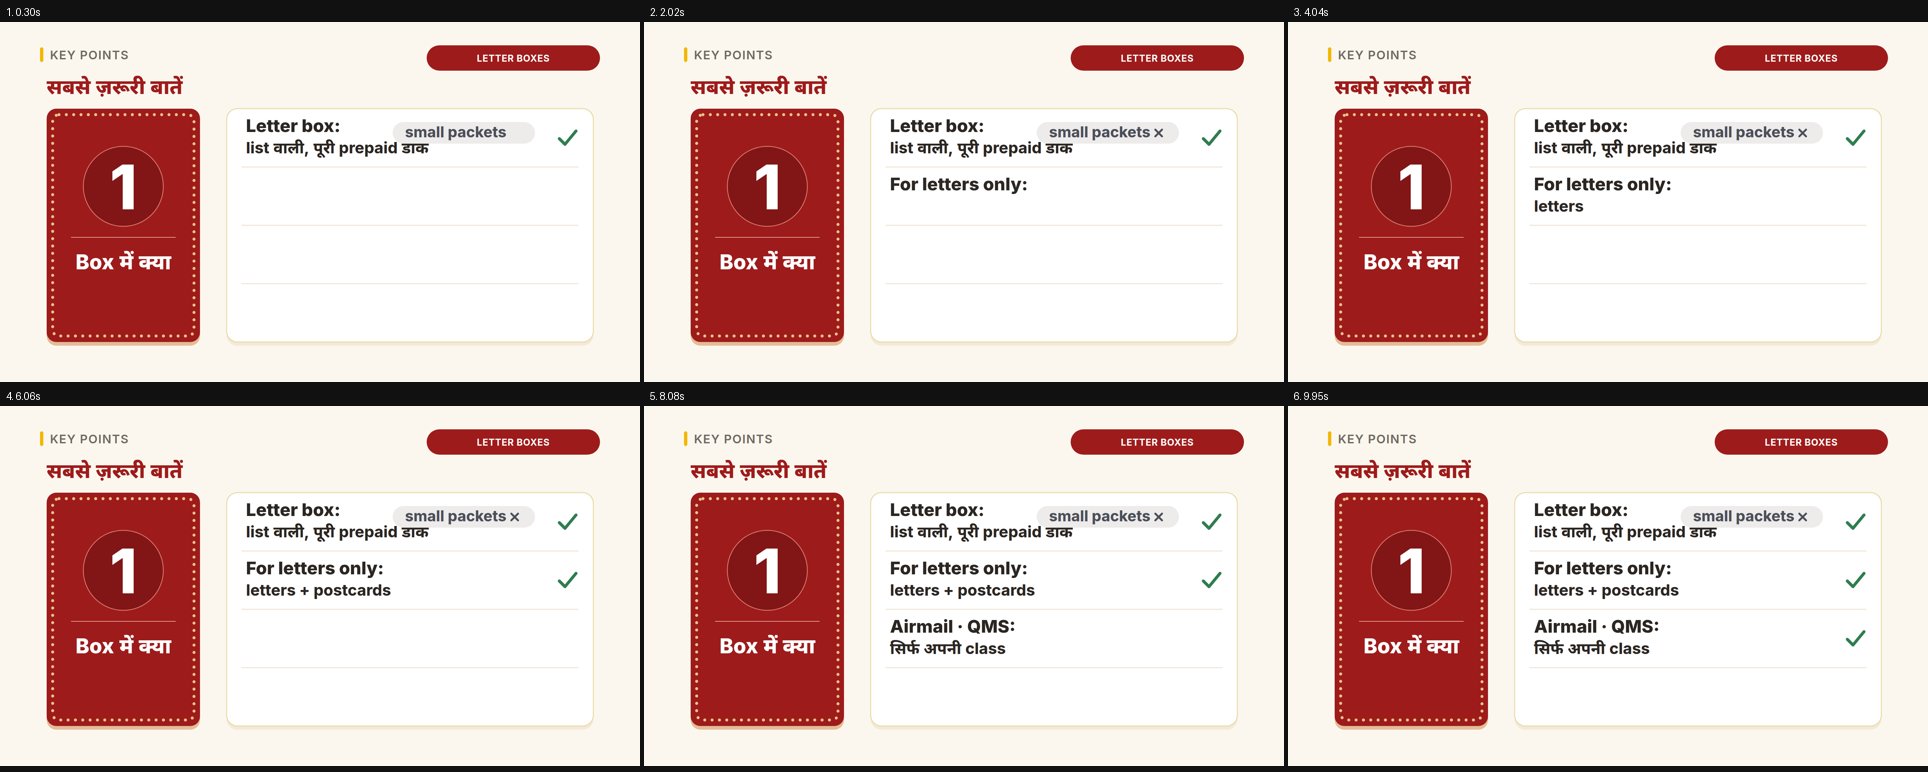 1. 0.30s
KEY POINTS
LETTER BOXES
सबसे ज़रूरी बातें
1
Box में क्या
Letter box:
small packets
list वाली, पूरी prepaid डाक
2. 2.02s
KEY POINTS
LETTER BOXES
सबसे ज़रूरी बातें
1
Box में क्या
Letter box:
small packets ×
list वाली, पूरी prepaid डाक
For letters only:
3. 4.04s
KEY POINTS
LETTER BOXES
सबसे ज़रूरी बातें
1
Box में क्या
Letter box:
small packets ×
list वाली, पूरी prepaid डाक
For letters only:
letters
4. 6.06s
KEY POINTS
LETTER BOXES
सबसे ज़रूरी बातें
1
Box में क्या
Letter box:
small packets ×
list वाली, पूरी prepaid डाक
For letters only:
letters + postcards
5. 8.08s
KEY POINTS
LETTER BOXES
सबसे ज़रूरी बातें
1
Box में क्या
Letter box:
small packets ×
list वाली, पूरी prepaid डाक
For letters only:
letters + postcards
Airmail · QMS:
सिर्फ अपनी class
6. 9.95s
KEY POINTS
LETTER BOXES
सबसे ज़रूरी बातें
1
Box में क्या
Letter box:
small packets ×
list वाली, पूरी prepaid डाक
For letters only:
letters + postcards
Airmail · QMS:
सिर्फ अपनी class